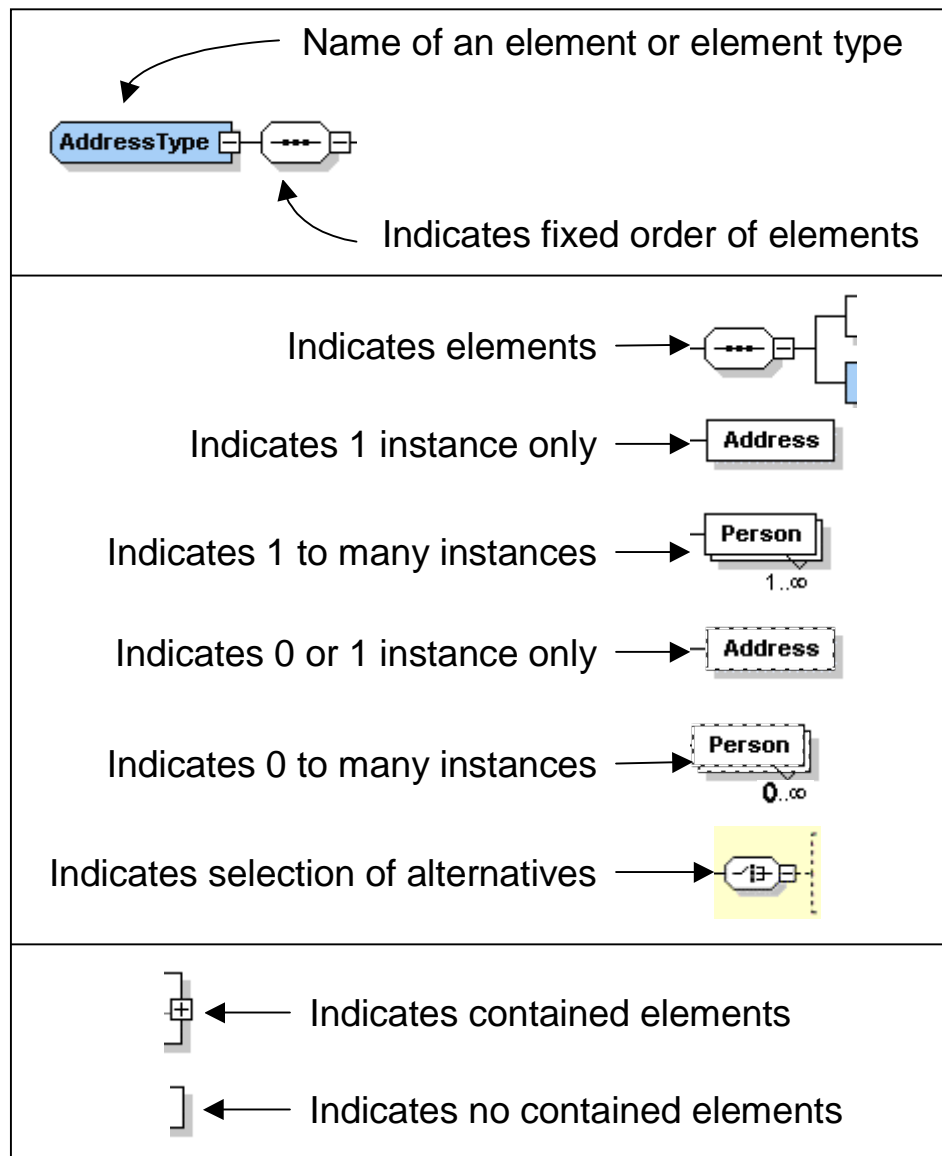 Name of an element or element type
AddressType
Indicates fixed order of elements
Indicates elements
Indicates 1 instance only
Address
Indicates 1 to many instances
Person
1..∞
Indicates 0 or 1 instance only
Address
Indicates 0 to many instances
Person
0..∞
Indicates selection of alternatives
Indicates contained elements
Indicates no contained elements